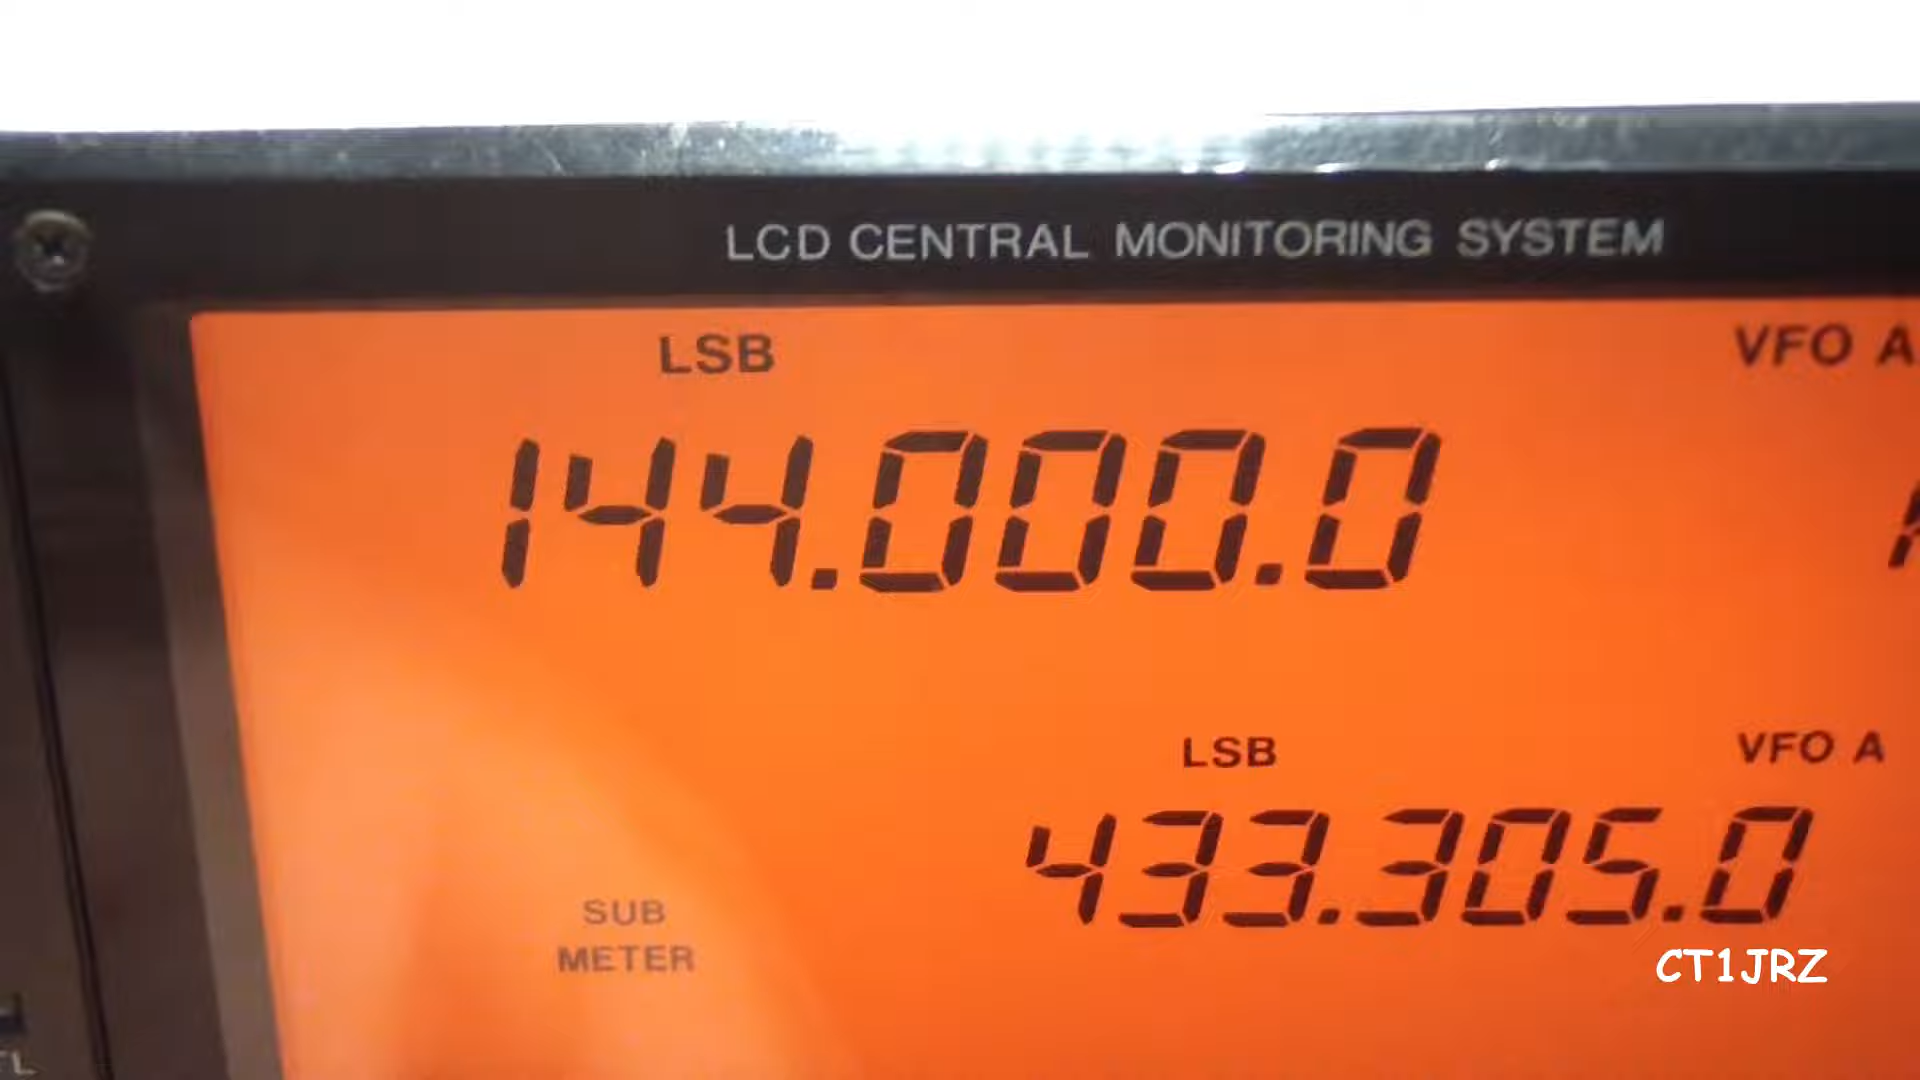 LCD CENTRAL MONITORING SYSTEM
LSB VFO A
144.000.0
LSB VFO A
433.305.0
SUB
METER
CT1JRZ